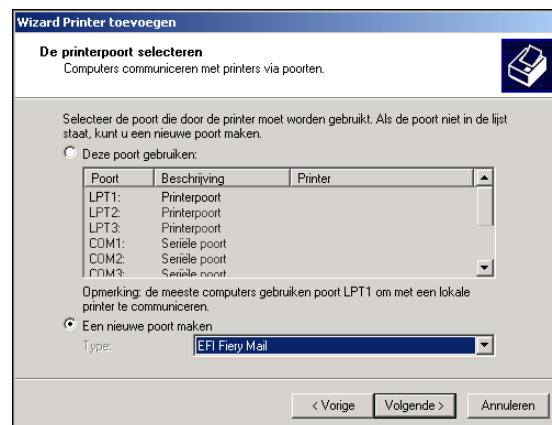 Wizard Printer toevoegen
De printerpoort selecteren
Computers communiceren met printers via poorten.
Selecteer de poort die door de printer moet worden gebruikt. Als de poort niet in de lijst
staat, kunt u een nieuwe poort maken.
Deze poort gebruiken:
Poort Beschrijving Printer
LPT1: Printerpoort
LPT2: Printerpoort
LPT3: Printerpoort
COM1: Seriële poort
COM2: Seriële poort
COM3: Seriële poort
Opmerking: de meeste computers gebruiken poort LPT1 om met een lokale
printer te communiceren.
Een nieuwe poort maken
Type: EFI Fiery Mail
< Vorige Volgende > Annuleren